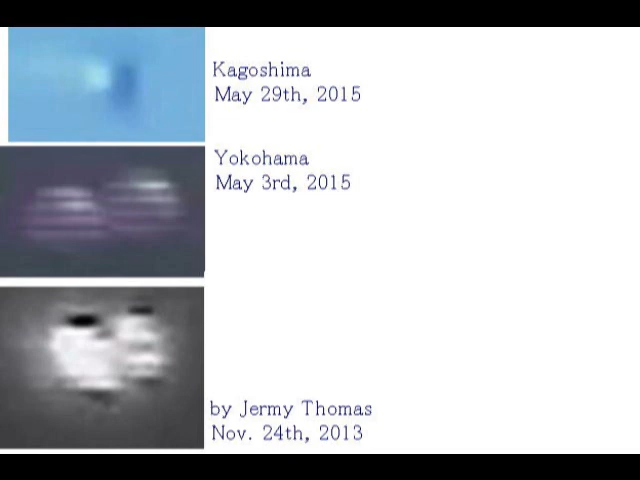 Kagoshima
May 29th, 2015
Yokohama
May 3rd, 2015
by Jermy Thomas
Nov. 24th, 2013